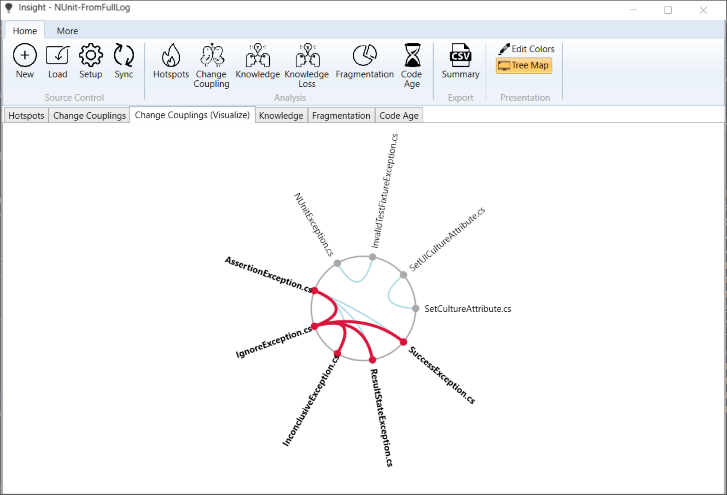 Insight - NUnit-FromFullLog
Home More
New Load Setup Sync
Source Control
Hotspots Change Coupling Knowledge Knowledge Loss Fragmentation Code Age
Analysis
CSV
Summary
Export
Edit Colors
Tree Map
Presentation
Hotspots Change Couplings Change Couplings (Visualize) Knowledge Fragmentation Code Age
InvalidTestFixtureException.cs
NUnitException.cs
SetUICultureAttribute.cs
AssertionException.cs
SetCultureAttribute.cs
IgnoreException.cs
SuccessException.cs
InconclusiveException.cs
ResultStateException.cs